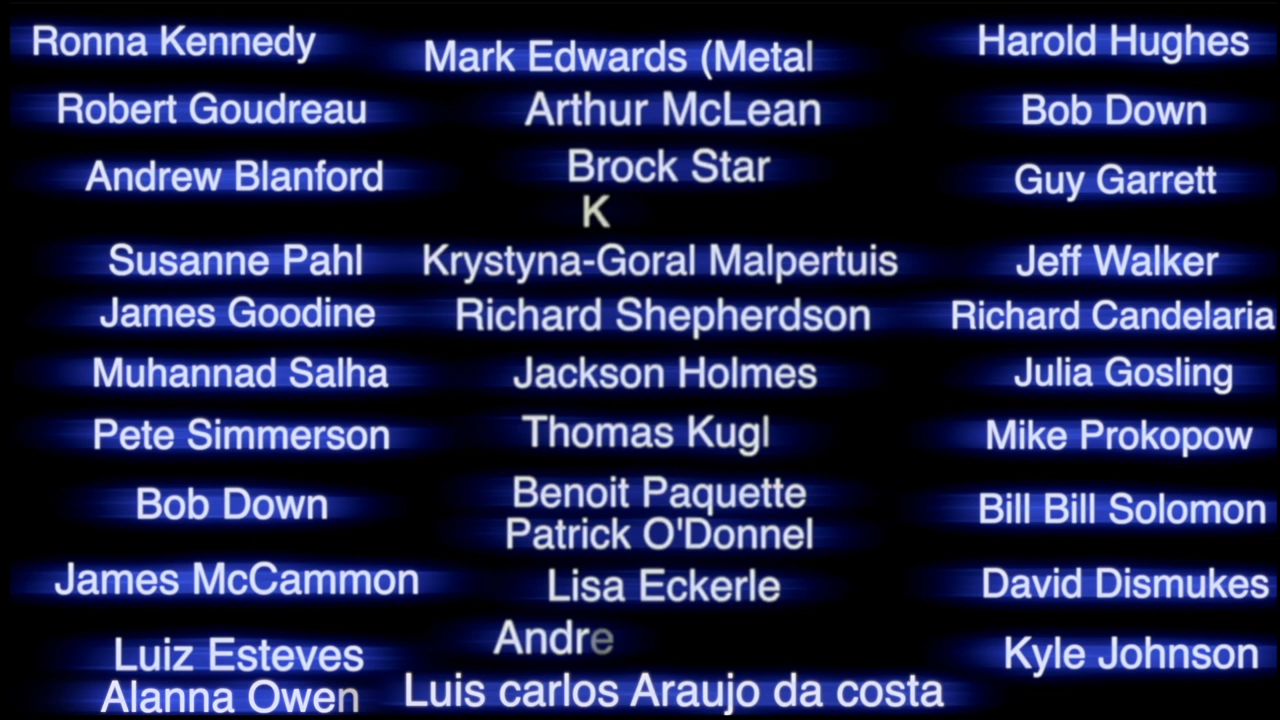 Ronna Kennedy
Robert Goudreau
Andrew Blanford
Susanne Pahl
James Goodine
Muhannad Salha
Pete Simmerson
Bob Down
James McCammon
Luiz Esteves
Alanna Owen
Mark Edwards (Metal
Arthur McLean
Brock Star
K
Krystyna-Goral Malpertuis
Richard Shepherdson
Jackson Holmes
Thomas Kugl
Benoit Paquette
Patrick O'Donnel
Lisa Eckerle
Andre
Luis carlos Araujo da costa
Harold Hughes
Bob Down
Guy Garrett
Jeff Walker
Richard Candelaria
Julia Gosling
Mike Prokopow
Bill Bill Solomon
David Dismukes
Kyle Johnson